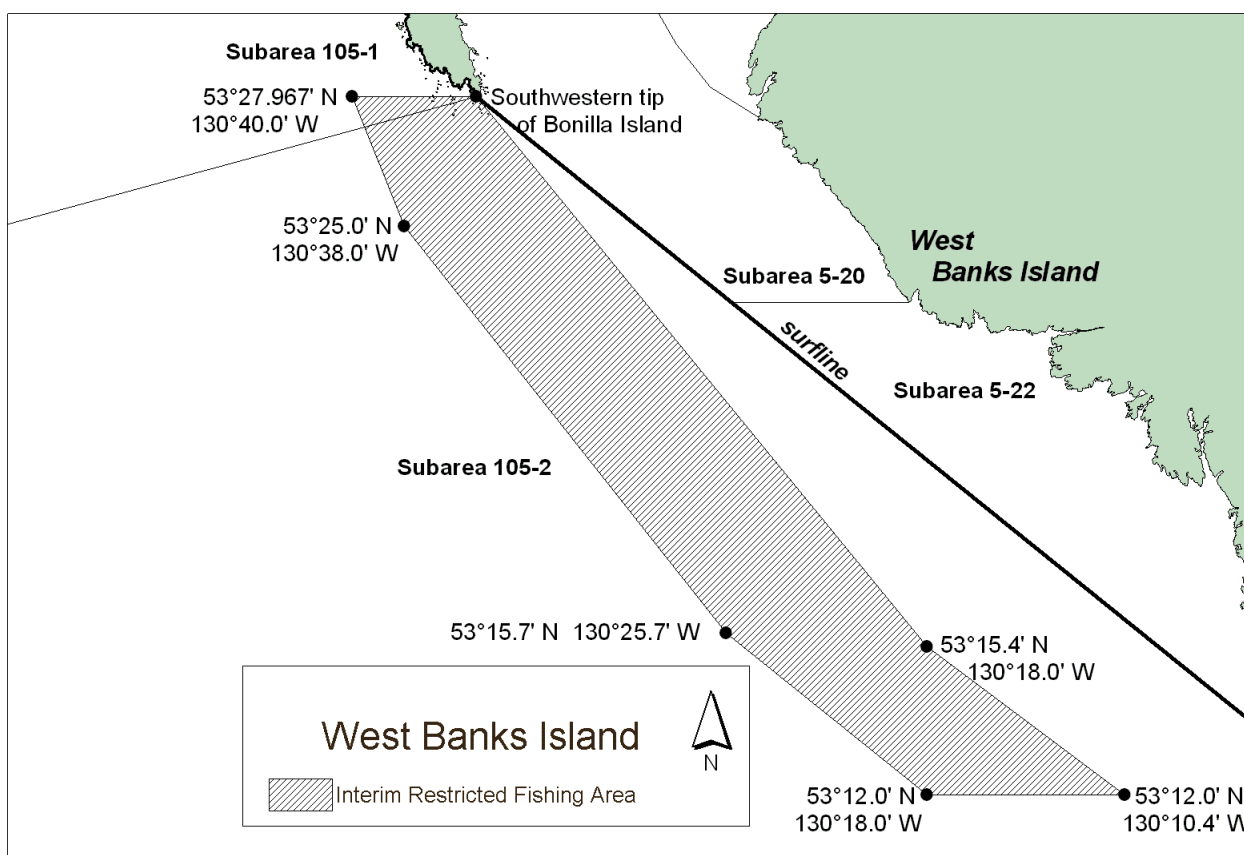 Subarea 105-1
53°27.967' N
130°40.0' W
Southwestern tip
of Bonilla Island
53°25.0' N
130°38.0' W
West
Banks Island
Subarea 5-20
surfline
Subarea 5-22
Subarea 105-2
53°15.7' N 130°25.7' W
53°15.4' N
130°18.0' W
West Banks Island
N
Interim Restricted Fishing Area
53°12.0' N
130°18.0' W
53°12.0' N
130°10.4' W